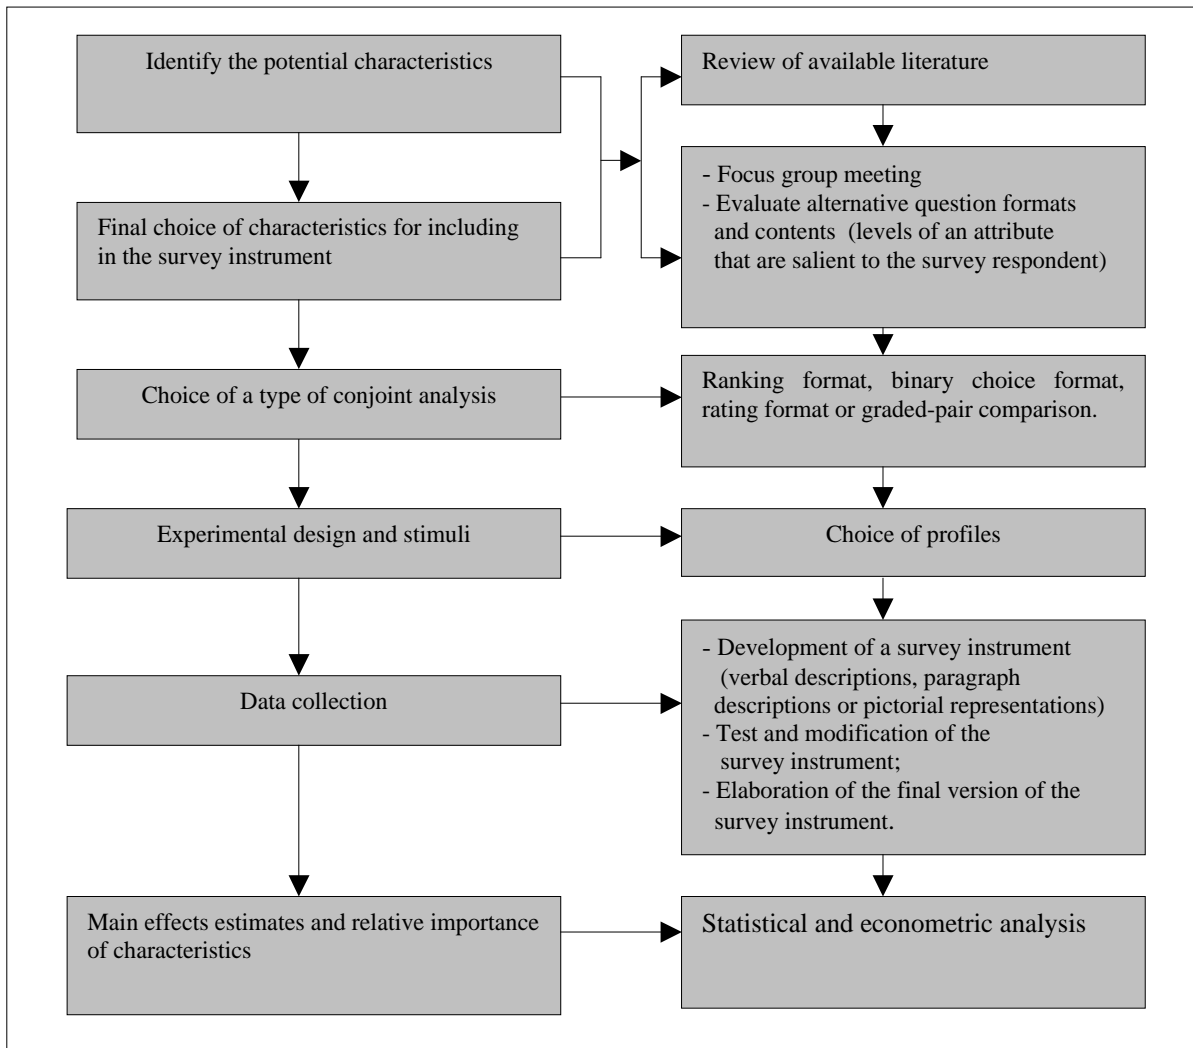 Identify the potential characteristics
Review of available literature
- Focus group meeting
- Evaluate alternative question formats
and contents (levels of an attribute
that are salient to the survey respondent)
Final choice of characteristics for including
in the survey instrument
Choice of a type of conjoint analysis
Ranking format, binary choice format,
rating format or graded-pair comparison.
Experimental design and stimuli
Choice of profiles
Data collection
- Development of a survey instrument
(verbal descriptions, paragraph
descriptions or pictorial representations)
- Test and modification of the
survey instrument;
- Elaboration of the final version of the
survey instrument.
Main effects estimates and relative importance
of characteristics
Statistical and econometric analysis